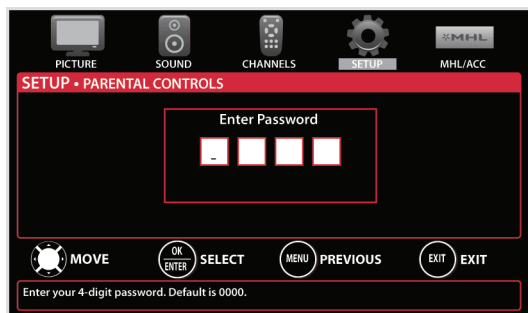 MHL
PICTURE SOUND CHANNELS SETUP MHL/ACC
SETUP • PARENTAL CONTROLS
Enter Password
-
OK ENTER SELECT MENU PREVIOUS EXIT EXIT
MOVE
Enter your 4-digit password. Default is 0000.